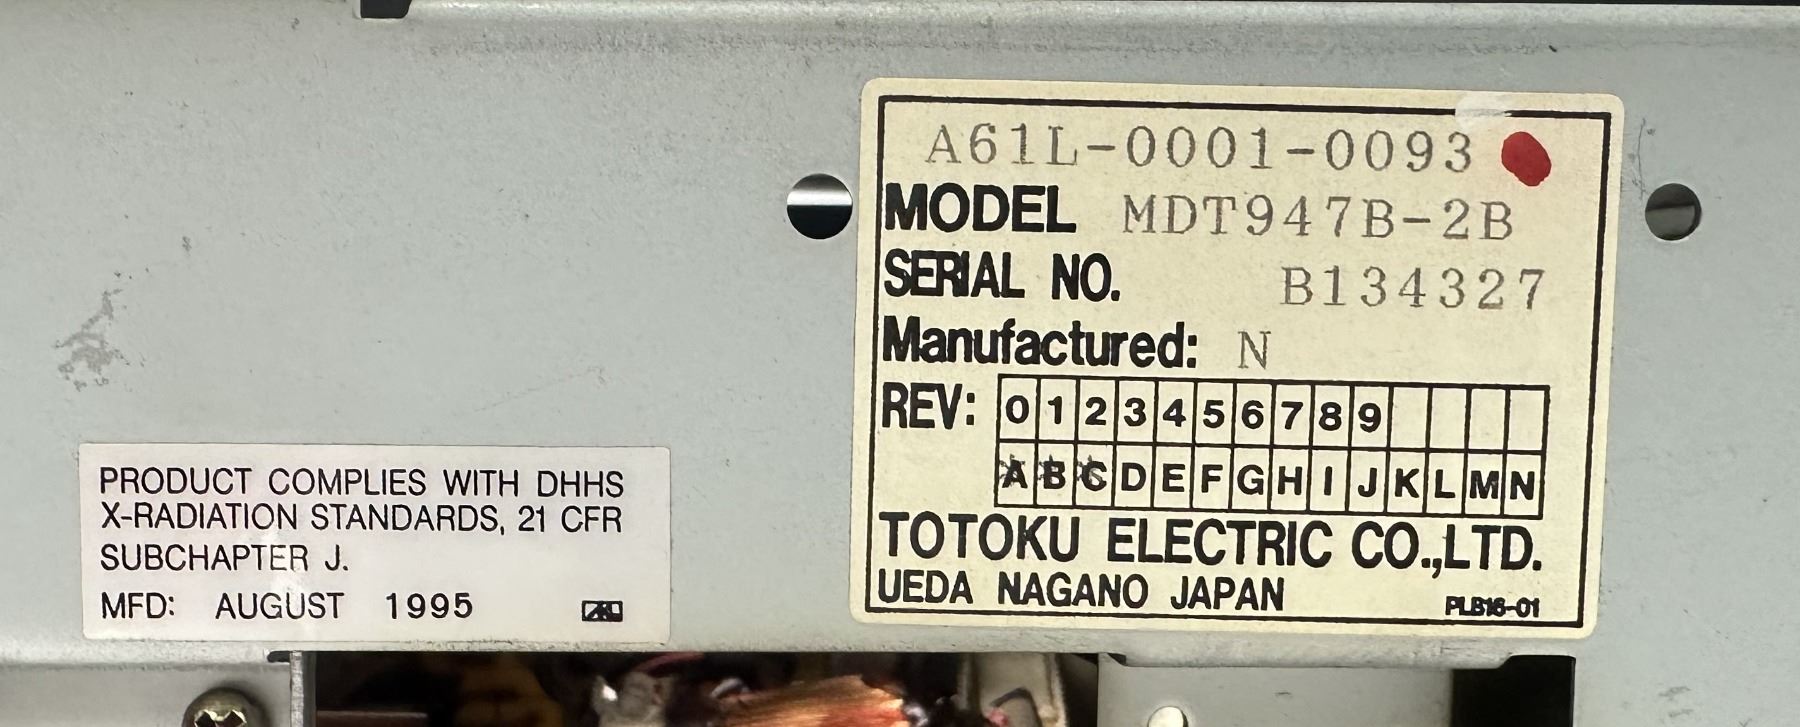 A61L-0001-0093
MODEL MDT947B-2B
SERIAL NO. B134327
Manufactured: N
REV: 0 1 2 3 4 5 6 7 8 9
A B C D E F G H I J K L M N
TOTOKU ELECTRIC CO.,LTD.
UEDA NAGANO JAPAN PLB16-01
PRODUCT COMPLIES WITH DHHS
X-RADIATION STANDARDS, 21 CFR
SUBCHAPTER J.
MFD: AUGUST 1995